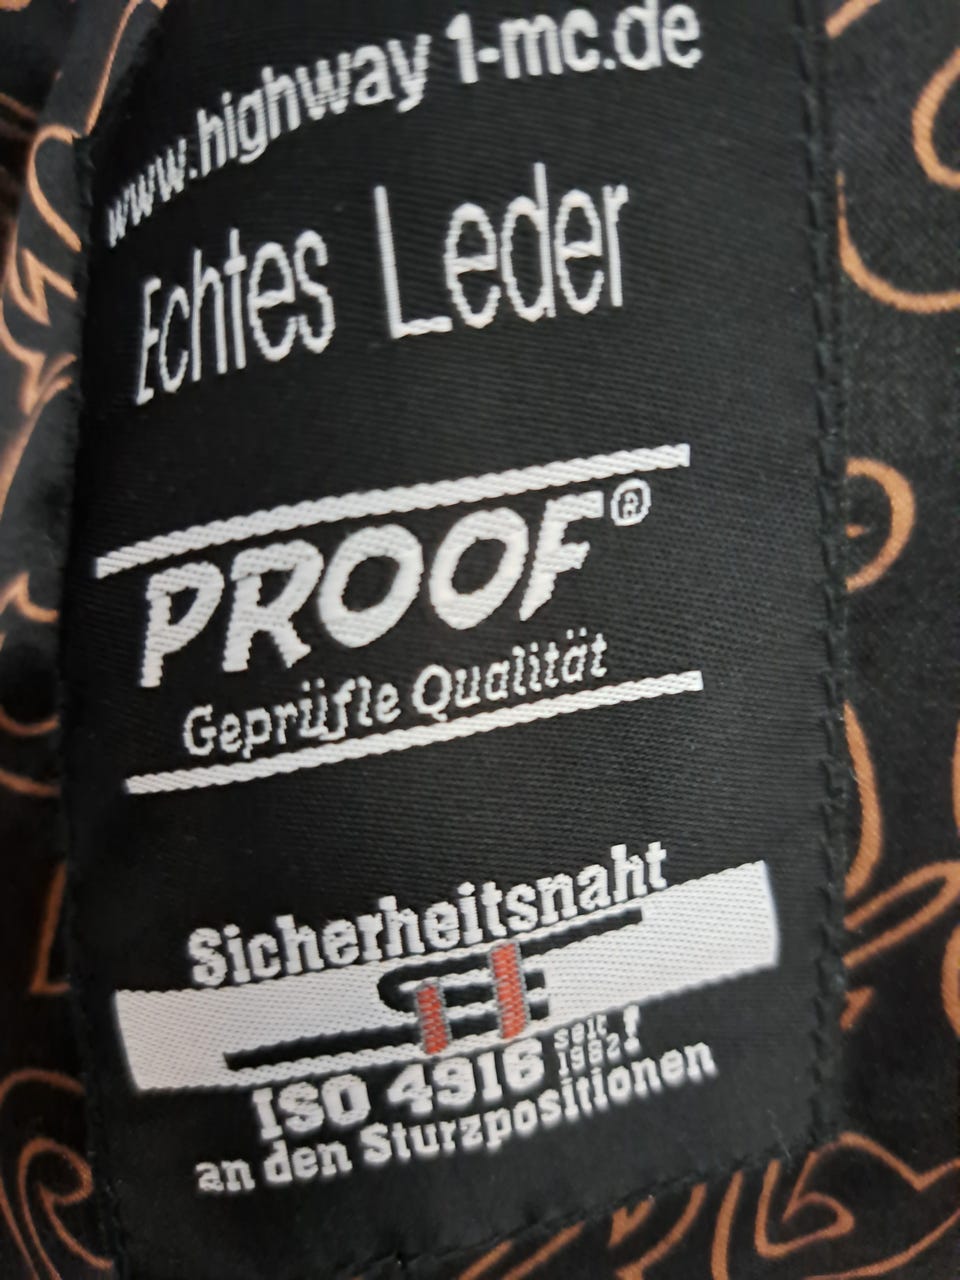 www.highway 1-mc.de
Echtes Leder
PROOF®
Geprüfte Qualität
Sicherheitsnaht
ISO 4916 seit 1982!
an den Sturzpositionen